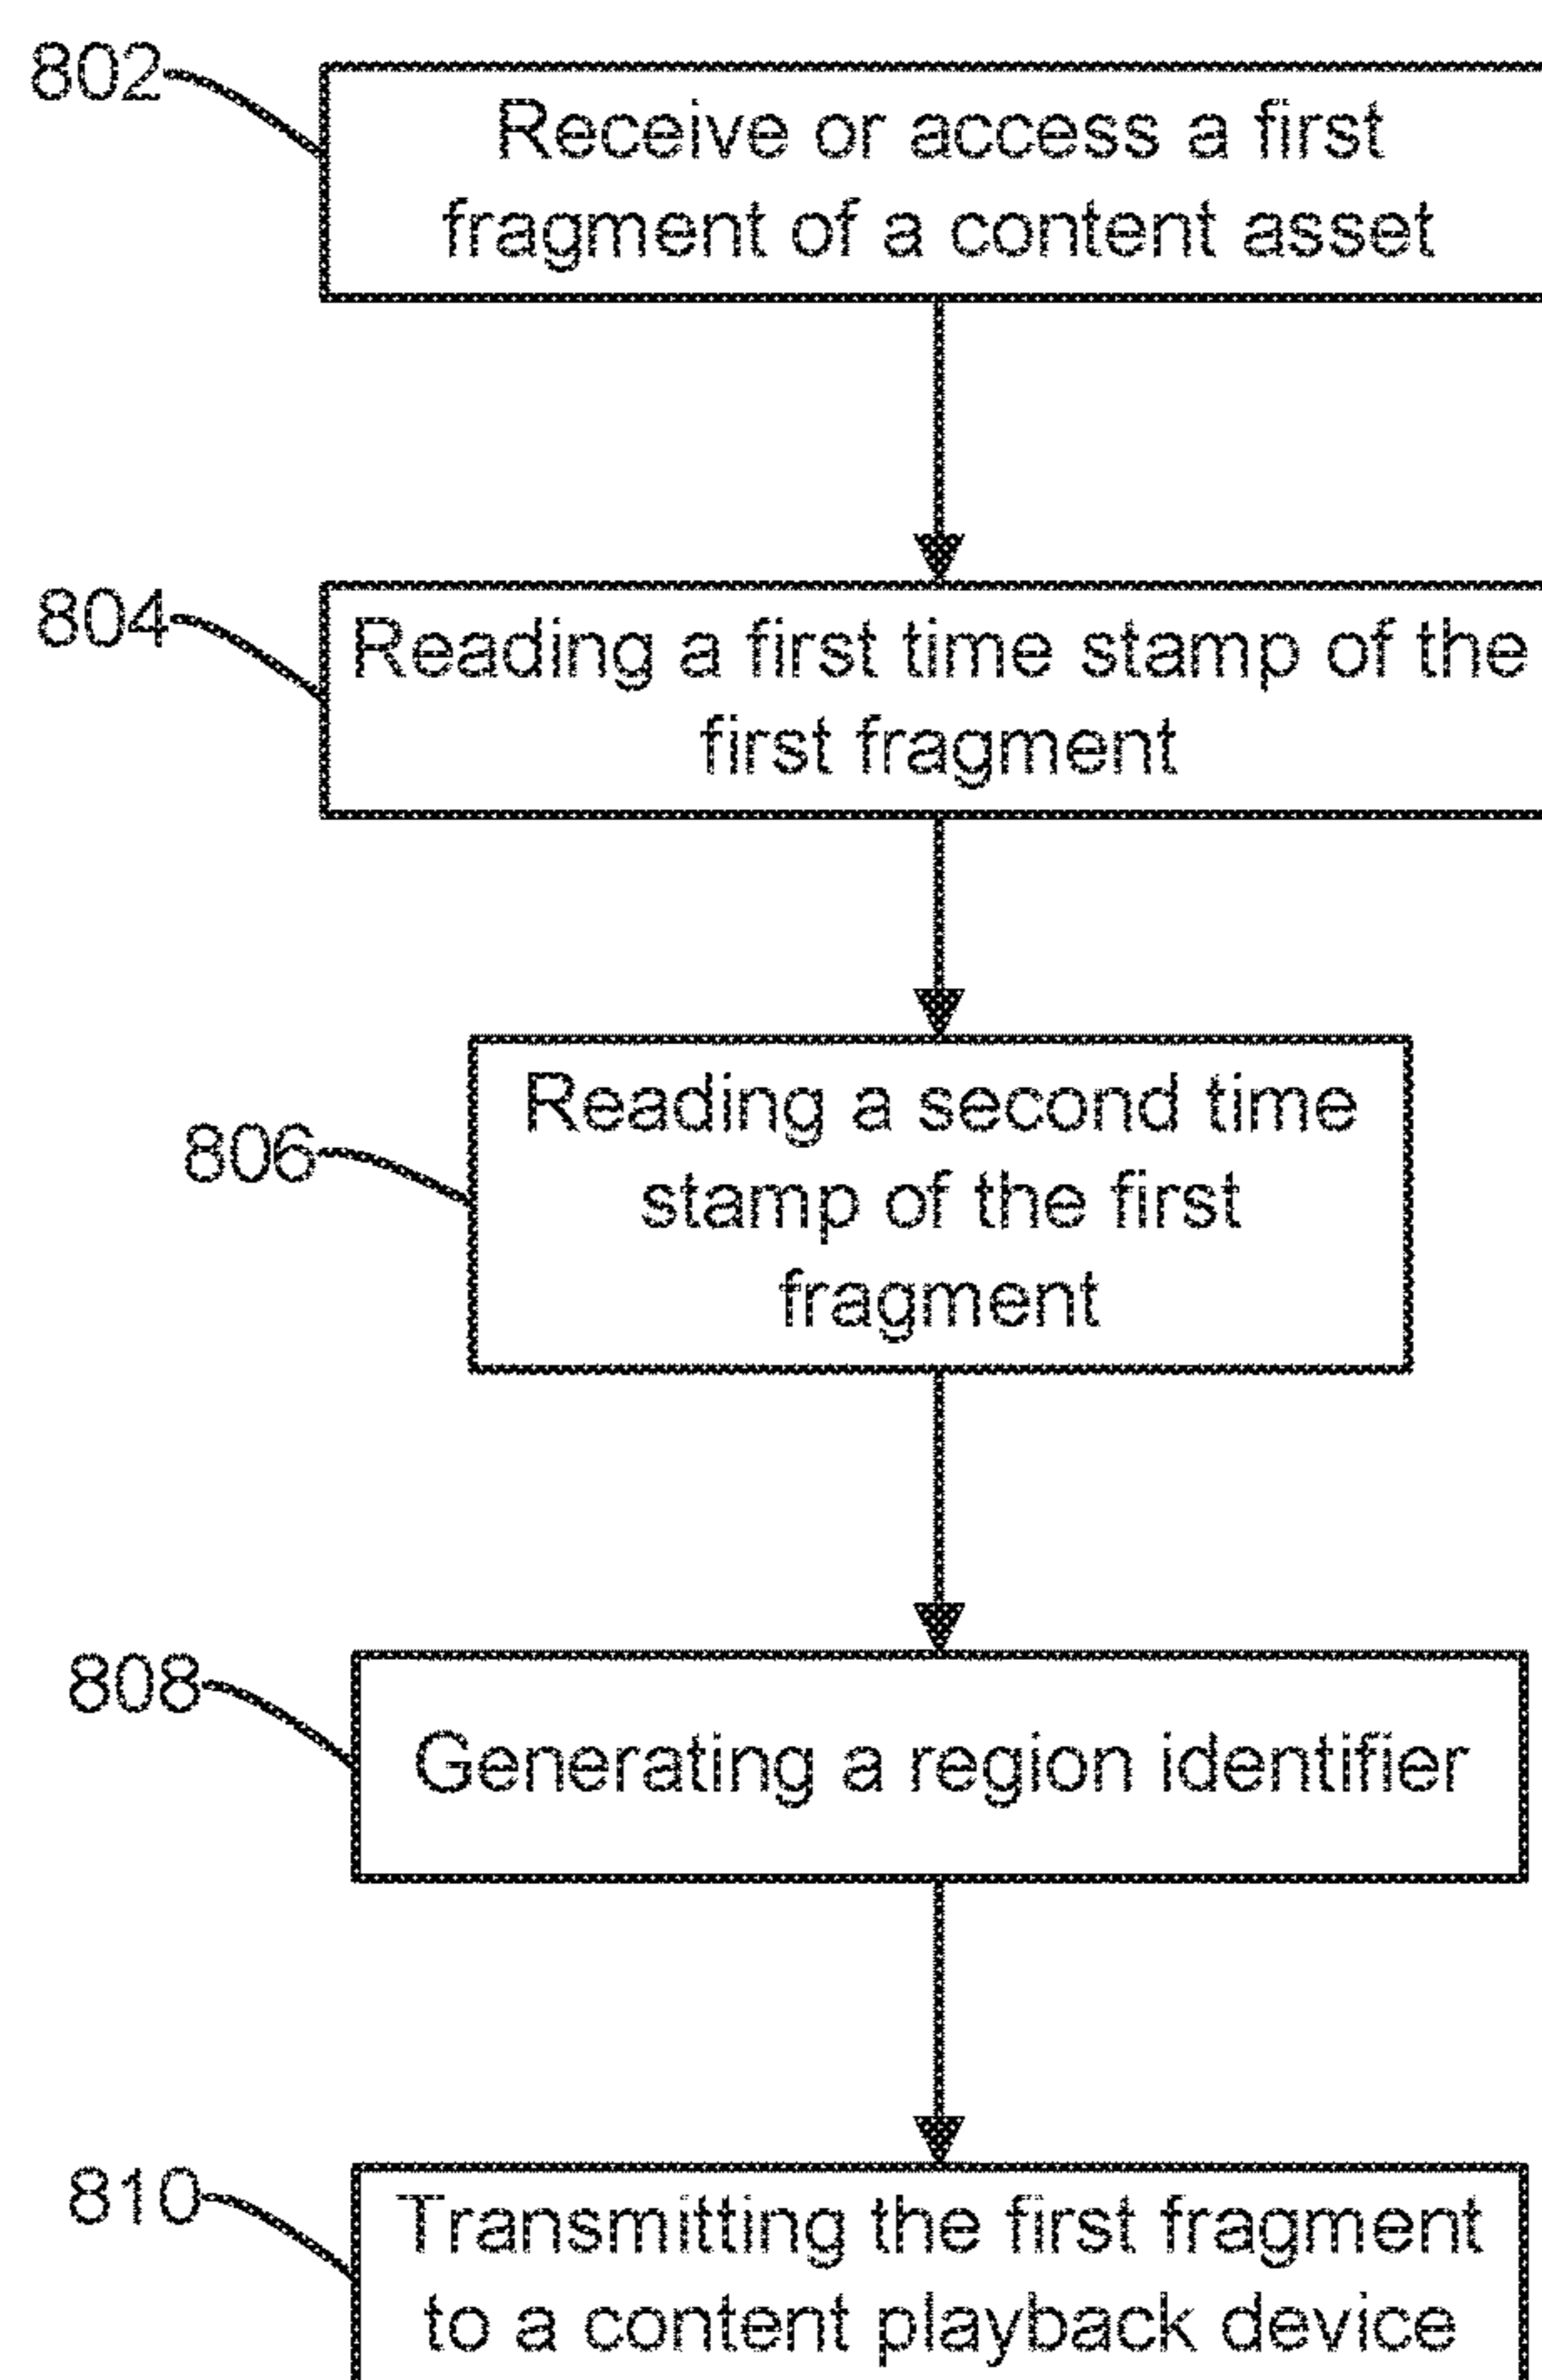 802
Receive or access a first
fragment of a content asset
804
Reading a first time stamp of the
first fragment
806
Reading a second time
stamp of the first
fragment
808
Generating a region identifier
810
Transmitting the first fragment
to a content playback device